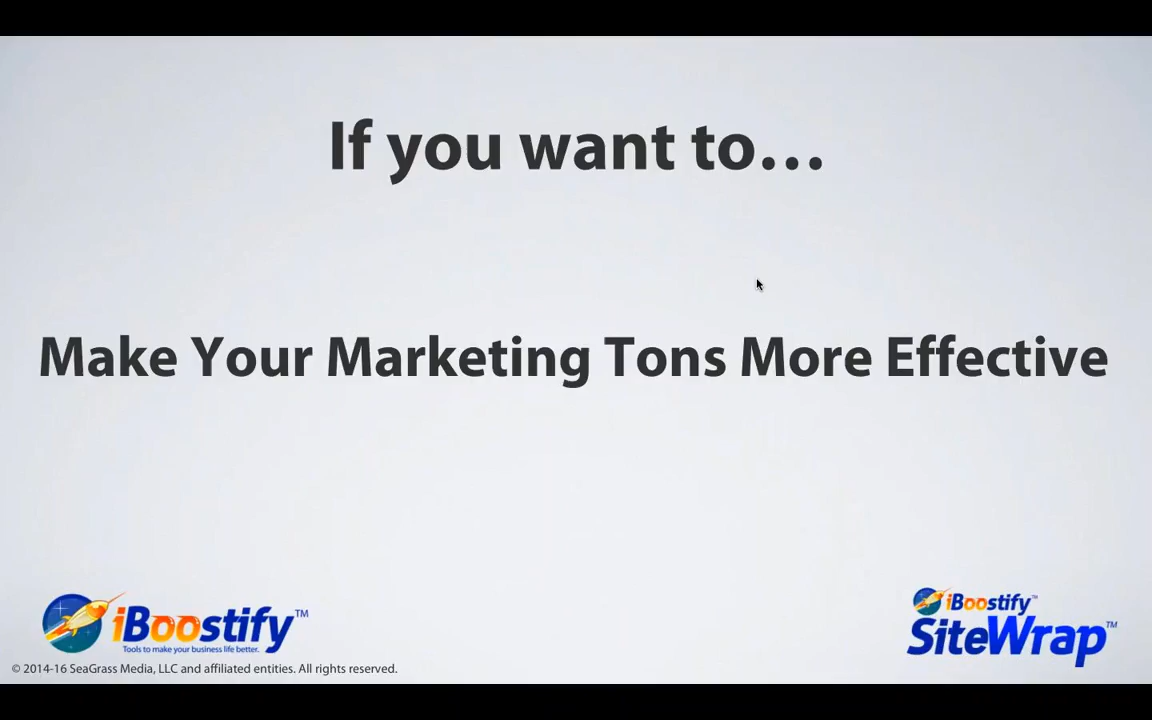 If you want to…
Make Your Marketing Tons More Effective
iBoostify™
Tools to make your business life better.
iBoostify™
SiteWrap™
© 2014-16 SeaGrass Media, LLC and affiliated entities. All rights reserved.